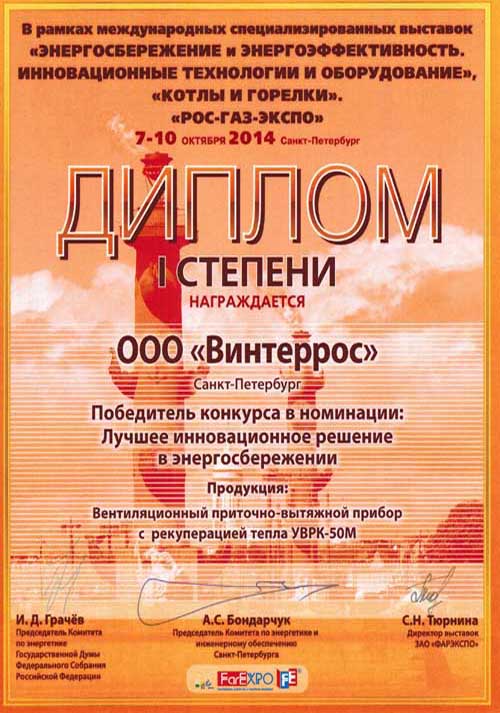 В рамках международных специализированных выставок
«ЭНЕРГОСБЕРЕЖЕНИЕ и ЭНЕРГОЭФФЕКТИВНОСТЬ.
ИННОВАЦИОННЫЕ ТЕХНОЛОГИИ И ОБОРУДОВАНИЕ»,
«КОТЛЫ И ГОРЕЛКИ».
«РОС-ГАЗ-ЭКСПО»
7-10 ОКТЯБРЯ 2014 Санкт-Петербург
ДИПЛОМ
I СТЕПЕНИ
НАГРАЖДАЕТСЯ
ООО «Винтеррос»
Санкт-Петербург
Победитель конкурса в номинации:
Лучшее инновационное решение
в энергосбережении
Продукция:
Вентиляционный приточно-вытяжной прибор
с рекуперацией тепла УВРК-50М
И. Д. Грачёв
Председатель Комитета
по энергетике
Государственной Думы
Федерального Собрания
Российской Федерации
А.С. Бондарчук
Председатель Комитета по энергетике и
инженерному обеспечению
Санкт-Петербурга
С.Н. Тюрнина
Директор выставок
ЗАО «ФАРЭКСПО»
FarEXPO
FE